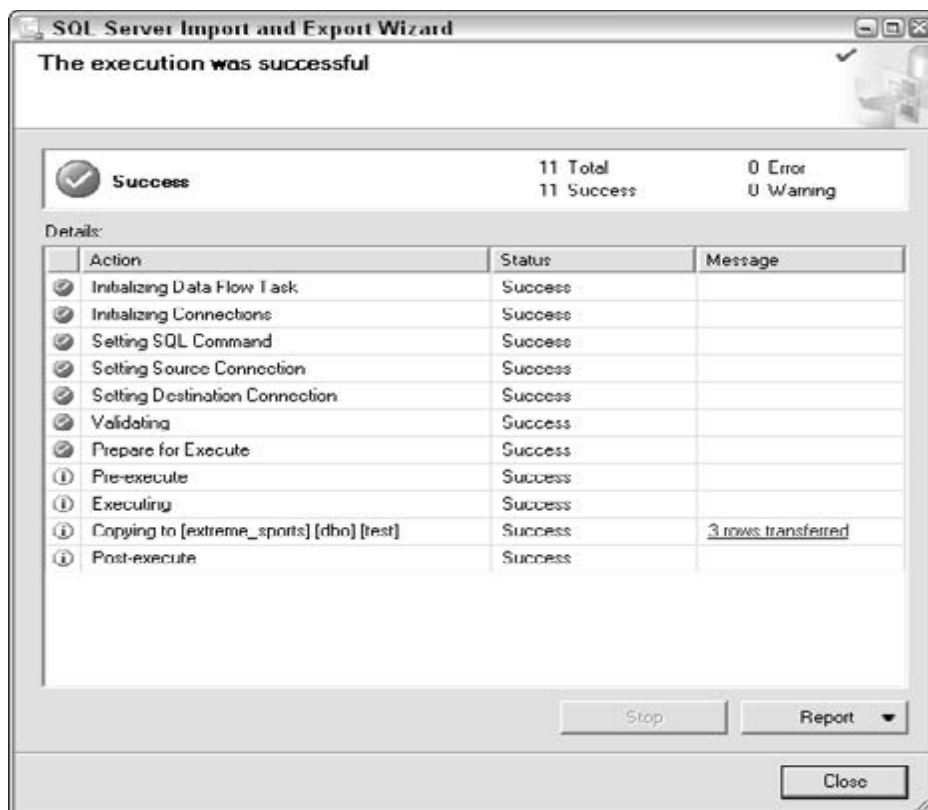 SQL Server Import and Export Wizard
The execution was successful
Success
11 Total
0 Error
11 Success
0 Warning
Details:
Action Status Message
Initializing Data Flow Task Success
Initializing Connections Success
Setting SQL Command Success
Setting Source Connection Success
Setting Destination Connection Success
Validating Success
Prepare for Execute Success
Pre-execute Success
Executing Success
Copying to [extreme_sports] [dbo] [test] Success 3 rows transferred
Post-execute Success
Stop
Report
Close